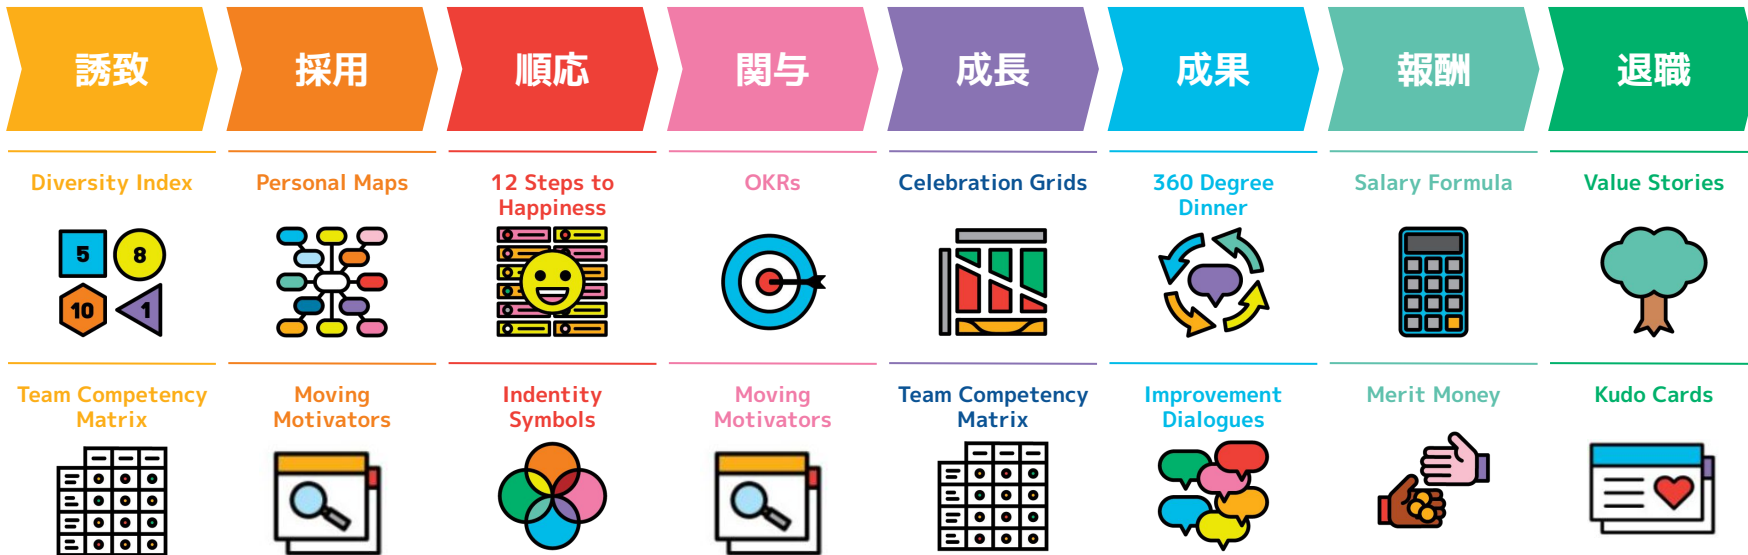 誘致
採用
順応
関与
成長
成果
報酬
退職
Diversity Index
Personal Maps
12 Steps to
Happiness
OKRs
Celebration Grids
360 Degree
Dinner
Salary Formula
Value Stories
5
8
10
1
Team Competency
Matrix
Moving
Motivators
Indentity
Symbols
Moving
Motivators
Team Competency
Matrix
Improvement
Dialogues
Merit Money
Kudo Cards